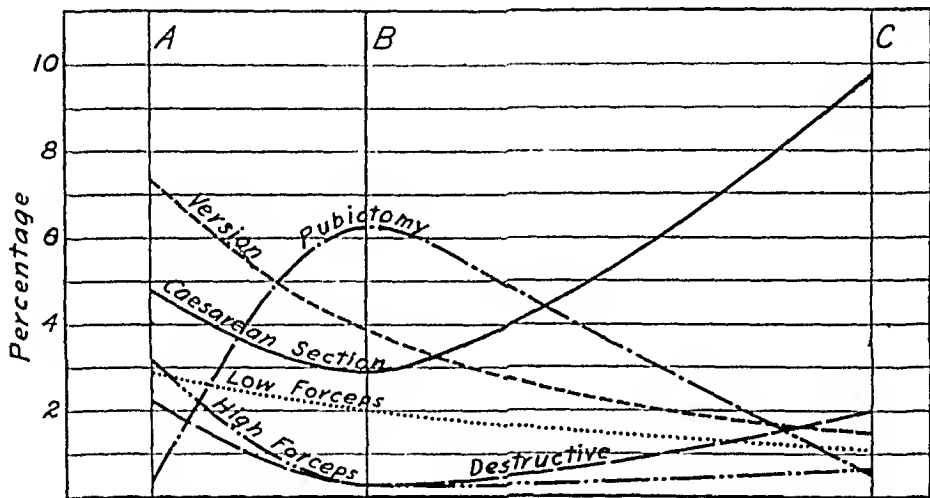 A
B
C
10
8
6
4
2
Percentage
Version
Pubiotomy
Caesarean Section
Low Forceps
High Forceps
Destructive